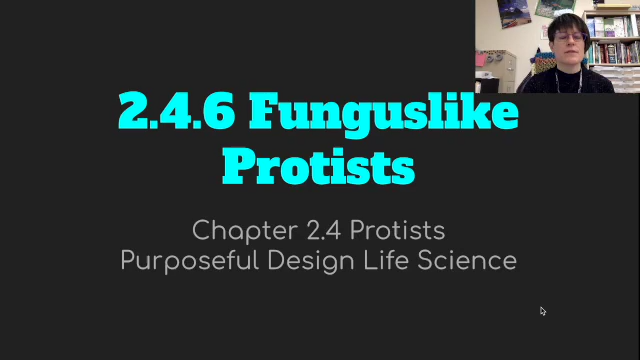 2.4.6 Funguslike
Protists
Chapter 2.4 Protists
Purposeful Design Life Science